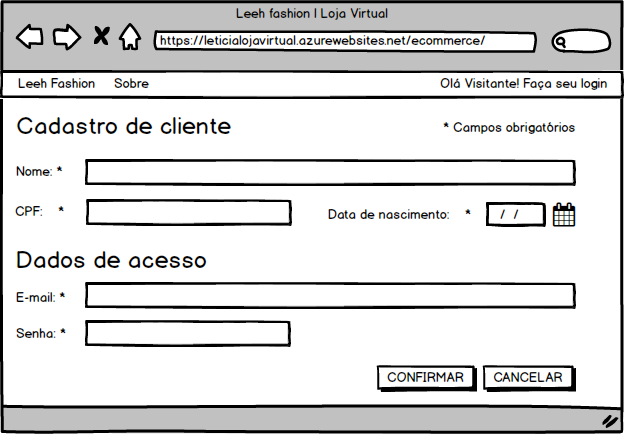 Leeh fashion | Loja Virtual
https://leticialojavirtual.azurewebsites.net/ecommerce/
Leeh Fashion Sobre Olá Visitante! Faça seu login
Cadastro de cliente * Campos obrigatórios
Nome: *
CPF: * Data de nascimento: * / /
Dados de acesso
E-mail: *
Senha: *
CONFIRMAR CANCELAR